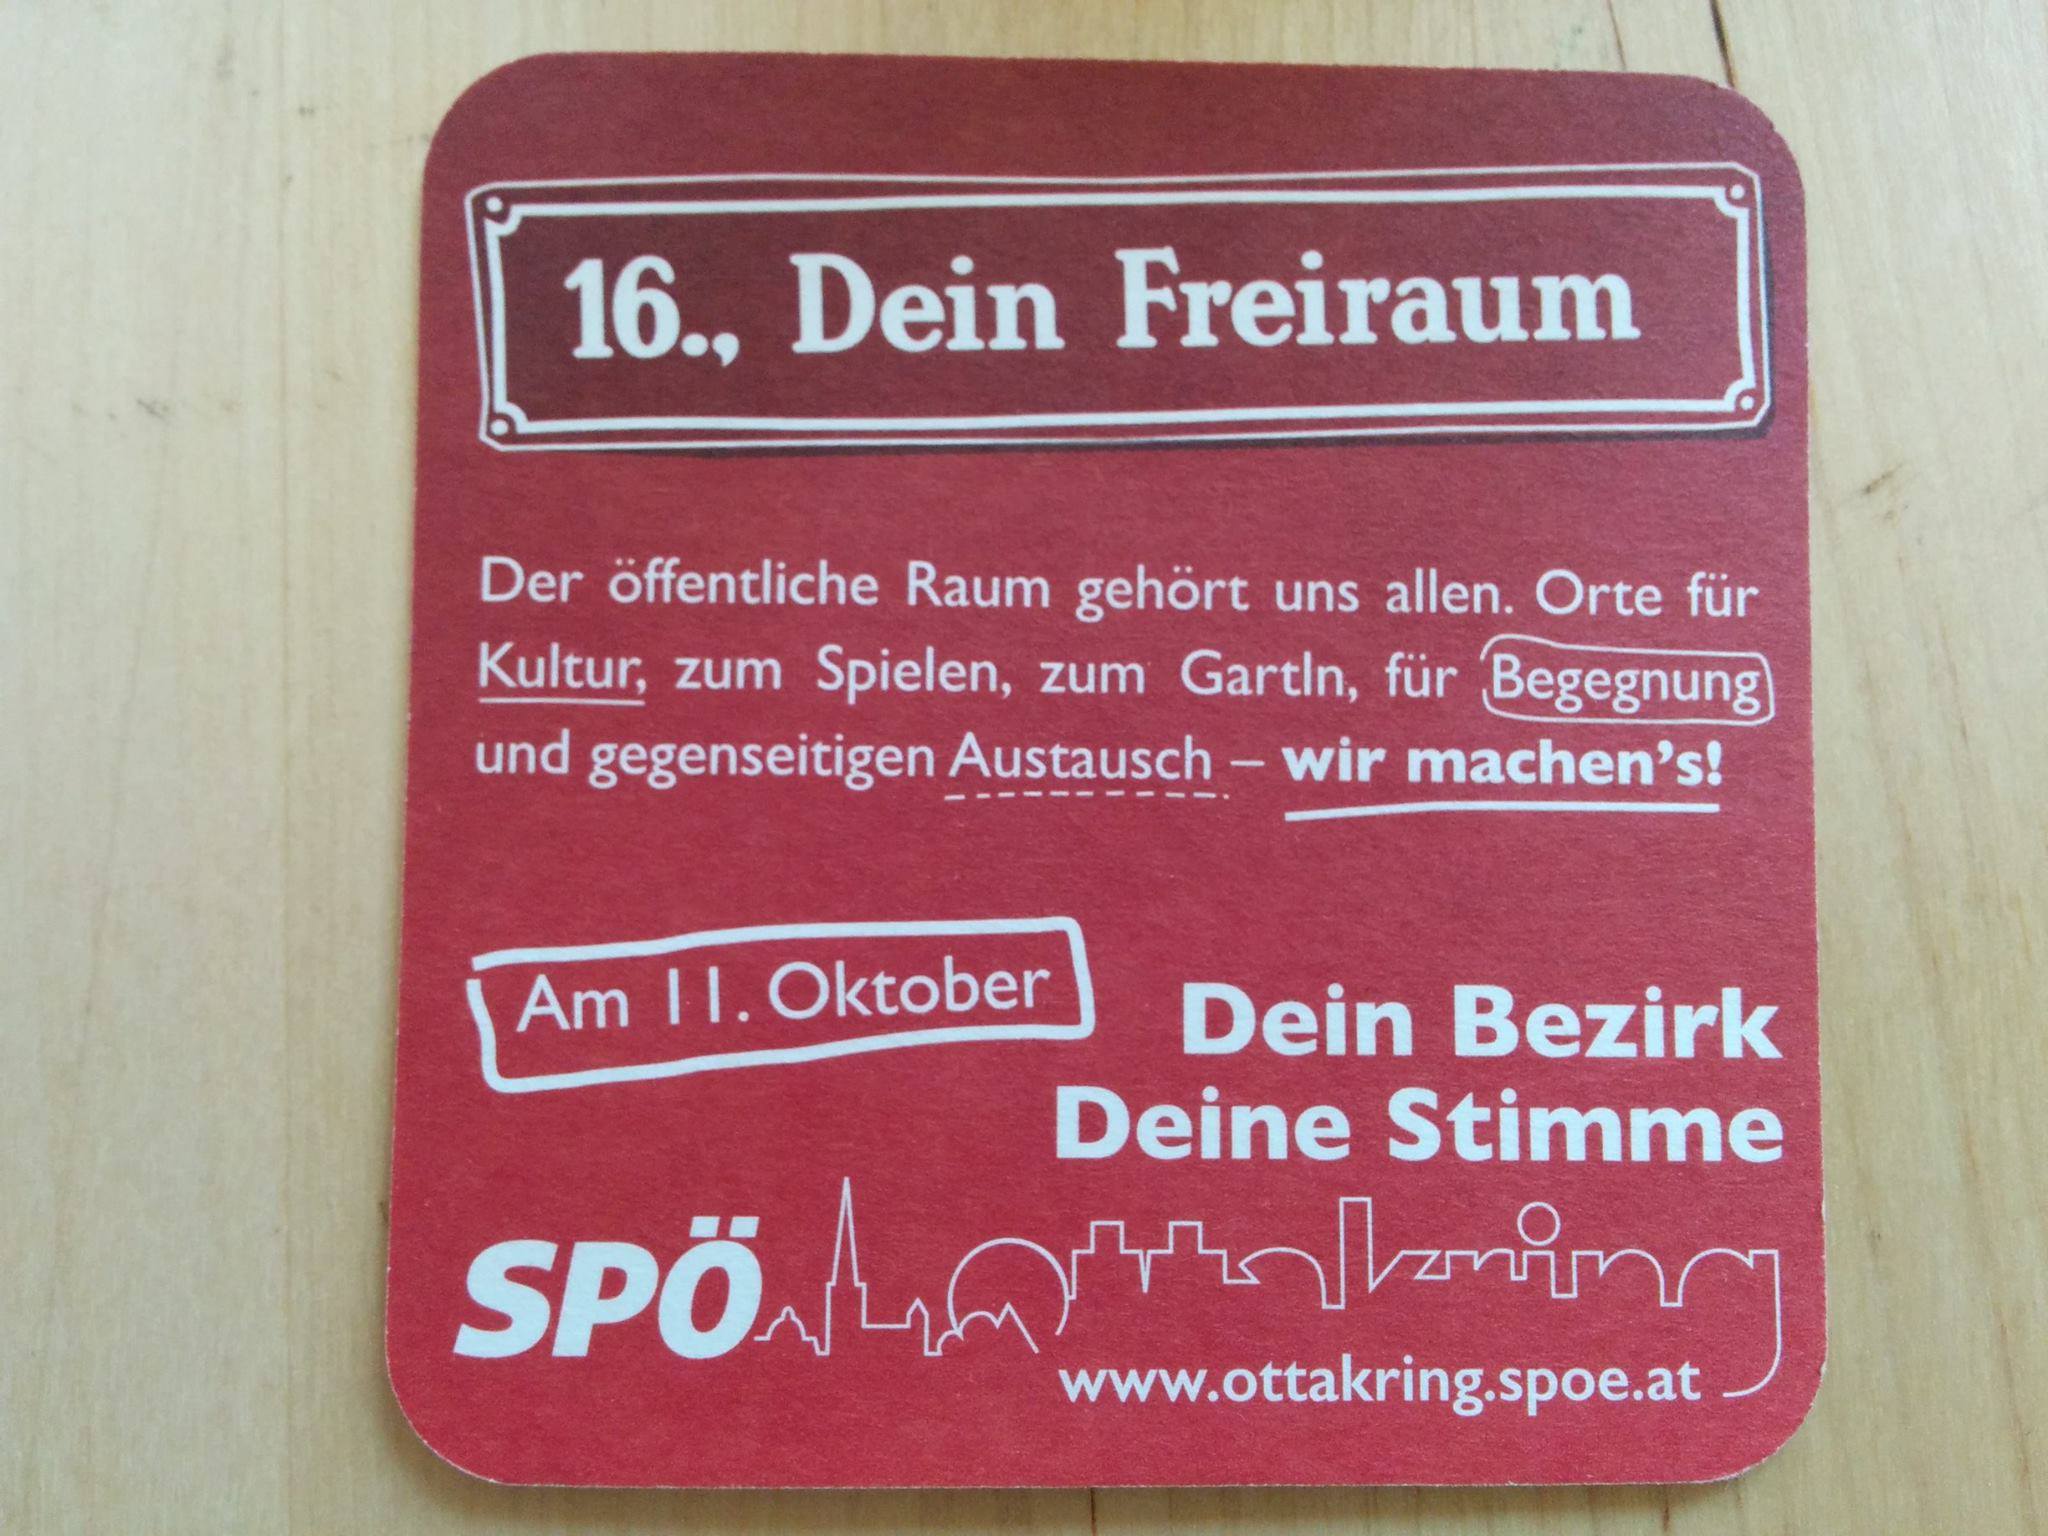 16., Dein Freiraum
Der öffentliche Raum gehört uns allen. Orte für
Kultur, zum Spielen, zum Gartln, für Begegnung
und gegenseitigen Austausch – wir machen's!
Am 11. Oktober
Dein Bezirk
Deine Stimme
SPÖ Ottakring
www.ottakring.spoe.at